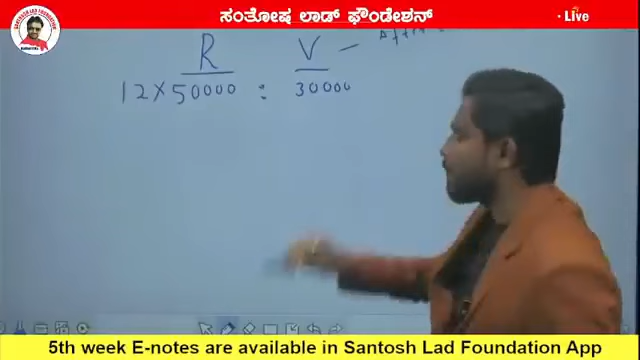 ಸಂತೋಷ ಲಾಡ್ ಫೌಂಡೇಶನ್
Live
R V -
12 X 50000 : 30000
5th week E-notes are available in Santosh Lad Foundation App